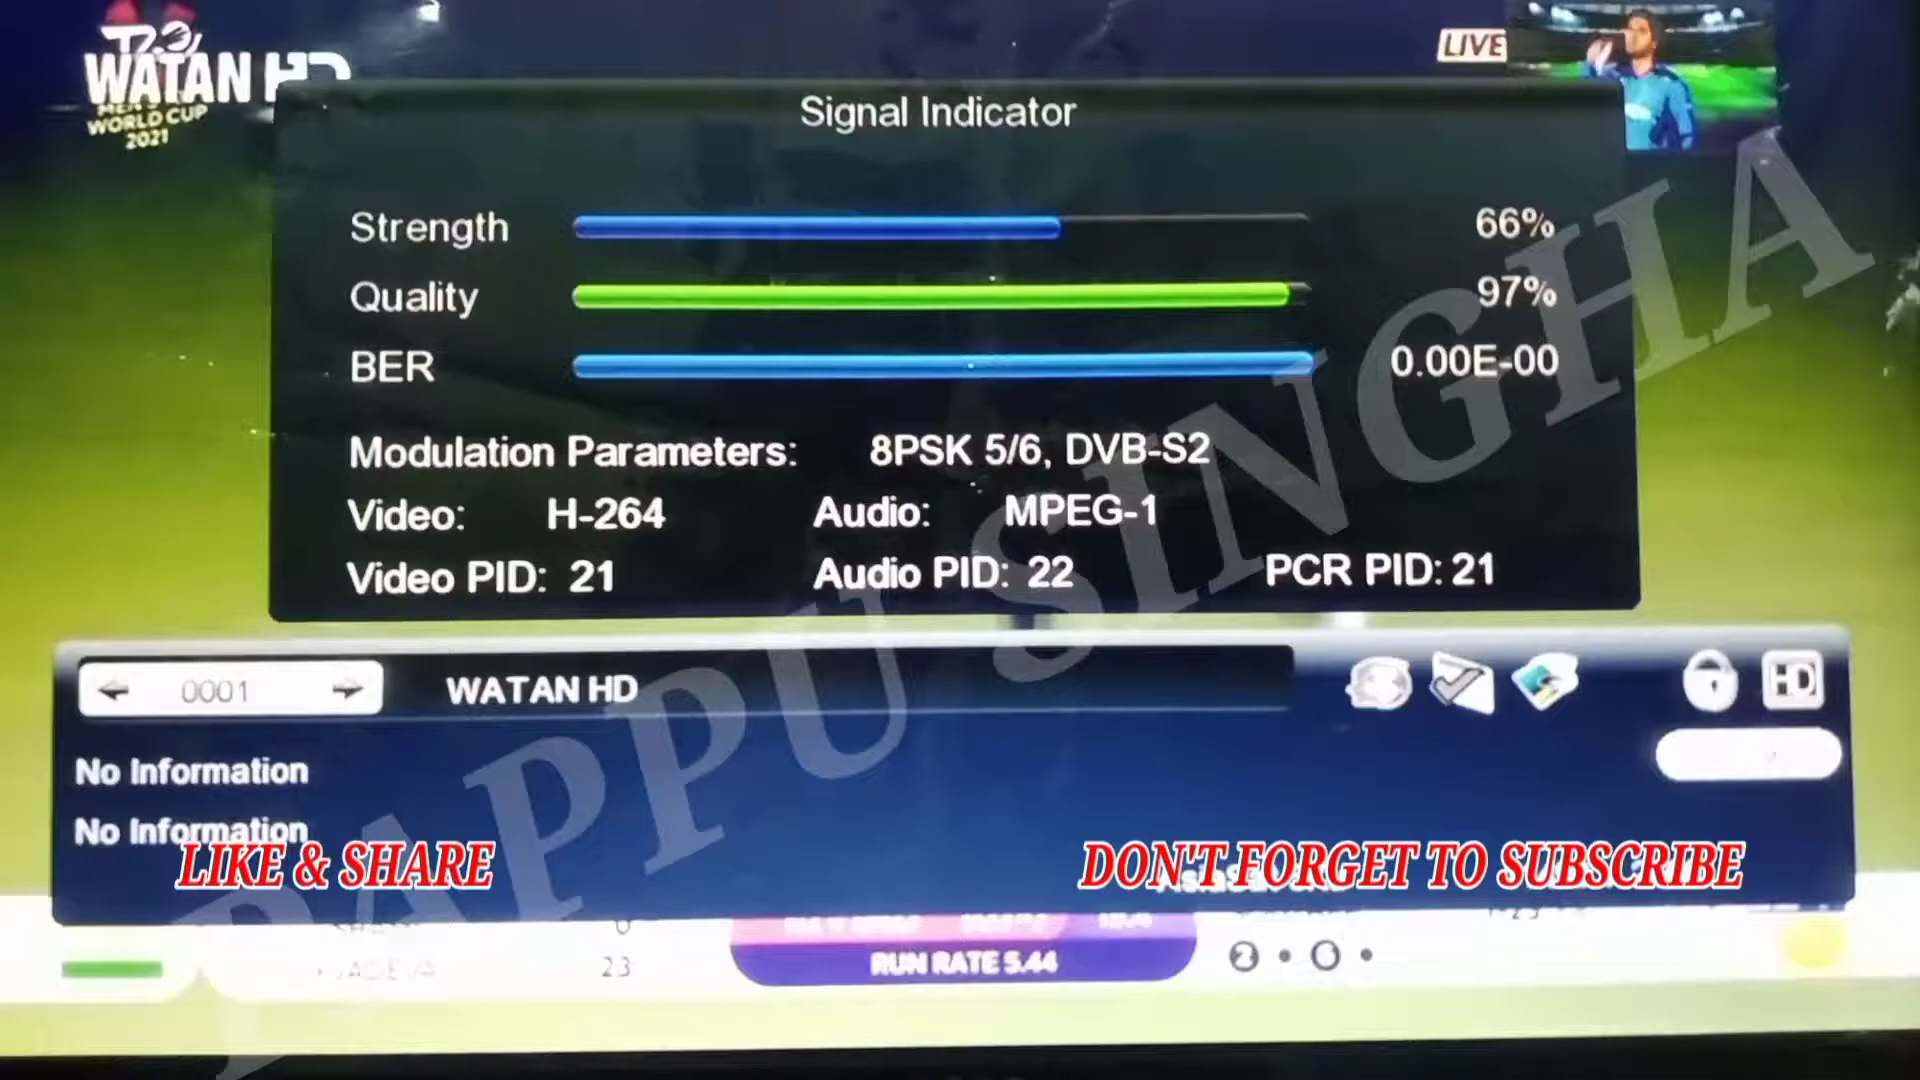 WATAN HD
MEN'S
WORLD CUP
2021
LIVE
Signal Indicator
Strength 66%
Quality 97%
BER 0.00E-00
Modulation Parameters: 8PSK 5/6, DVB-S2
Video: H-264 Audio: MPEG-1
Video PID: 21 Audio PID: 22 PCR PID: 21
0001 WATAN HD HD
No Information
No Information
LIKE & SHARE DON'T FORGET TO SUBSCRIBE
PAPPU SINGHA
23
RUN RATE 5.44
2 • 6 •